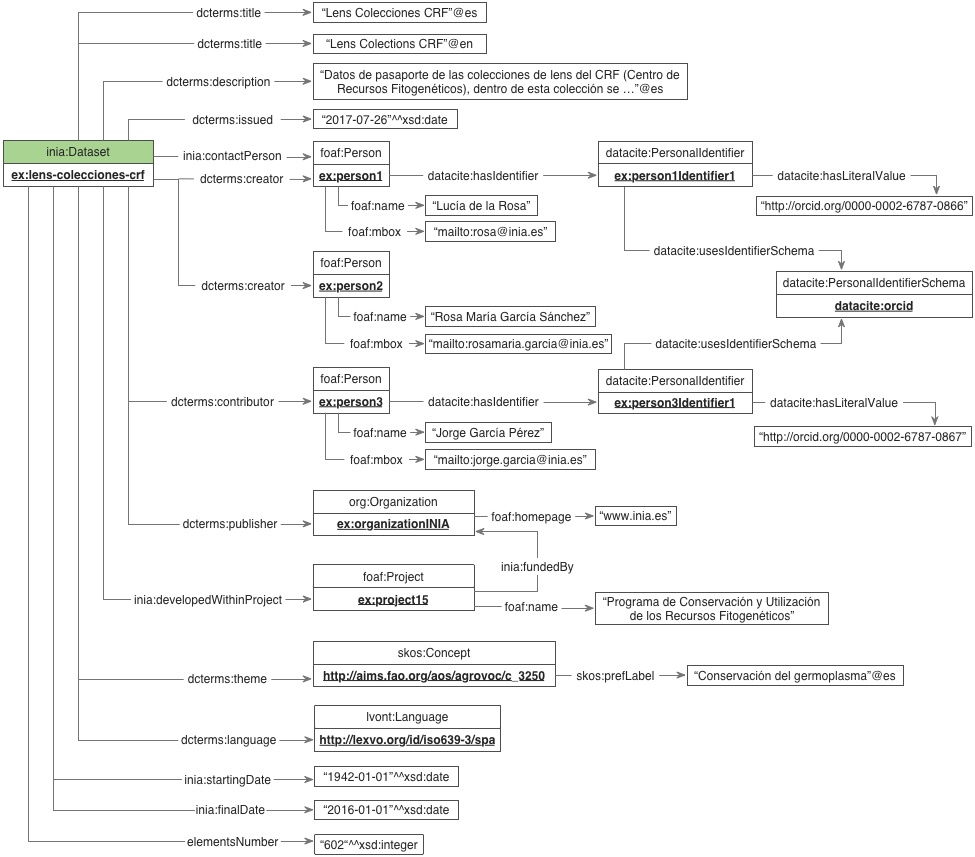 dcterms:title
“Lens Colecciones CRF”@es
dcterms:title
“Lens Colections CRF”@en
dcterms:description
“Datos de pasaporte de las colecciones de lens del CRF (Centro de
Recursos Fitogenéticos), dentro de esta colección se ...”@es
dcterms:issued
“2017-07-26”^^xsd:date
inia:Dataset
ex:lens-colecciones-crf
inia:contactPerson
dcterms:creator
foaf:Person
ex:person1
datacite:hasIdentifier
datacite:PersonalIdentifier
ex:person1Identifier1
datacite:hasLiteralValue
“http://orcid.org/0000-0002-6787-0866”
foaf:name
“Lucía de la Rosa”
foaf:mbox
“mailto:rosa@inia.es”
datacite:usesIdentifierSchema
dcterms:creator
foaf:Person
ex:person2
datacite:PersonalIdentifierSchema
datacite:orcid
foaf:name
“Rosa María García Sánchez”
foaf:mbox
“mailto:rosamaria.garcia@inia.es”
datacite:usesIdentifierSchema
dcterms:contributor
foaf:Person
ex:person3
datacite:hasIdentifier
datacite:PersonalIdentifier
ex:person3Identifier1
datacite:hasLiteralValue
“http://orcid.org/0000-0002-6787-0867”
foaf:name
“Jorge García Pérez”
foaf:mbox
“mailto:jorge.garcia@inia.es”
dcterms:publisher
org:Organization
ex:organizationINIA
foaf:homepage
“www.inia.es”
inia:fundedBy
inia:developedWithinProject
foaf:Project
ex:project15
foaf:name
“Programa de Conservación y Utilización
de los Recursos Fitogenéticos”
dcterms:theme
skos:Concept
http://aims.fao.org/aos/agrovoc/c_3250
skos:prefLabel
“Conservación del germoplasma”@es
dcterms:language
lvont:Language
http://lexvo.org/id/iso639-3/spa
inia:startingDate
“1942-01-01”^^xsd:date
inia:finalDate
“2016-01-01”^^xsd:date
elementsNumber
“602“^^xsd:integer